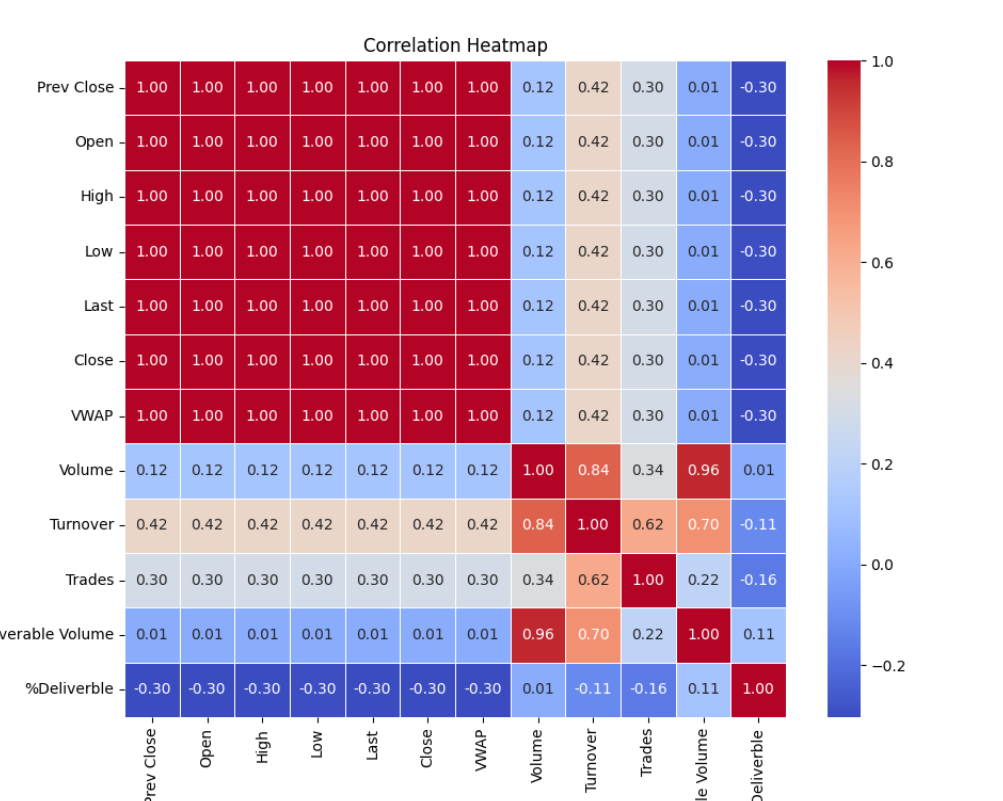 Correlation Heatmap
Prev Close 1.00 1.00 1.00 1.00 1.00 1.00 1.00 0.12 0.42 0.30 0.01 -0.30
Open 1.00 1.00 1.00 1.00 1.00 1.00 1.00 0.12 0.42 0.30 0.01 -0.30
High 1.00 1.00 1.00 1.00 1.00 1.00 1.00 0.12 0.42 0.30 0.01 -0.30
Low 1.00 1.00 1.00 1.00 1.00 1.00 1.00 0.12 0.42 0.30 0.01 -0.30
Last 1.00 1.00 1.00 1.00 1.00 1.00 1.00 0.12 0.42 0.30 0.01 -0.30
Close 1.00 1.00 1.00 1.00 1.00 1.00 1.00 0.12 0.42 0.30 0.01 -0.30
VWAP 1.00 1.00 1.00 1.00 1.00 1.00 1.00 0.12 0.42 0.30 0.01 -0.30
Volume 0.12 0.12 0.12 0.12 0.12 0.12 0.12 1.00 0.84 0.34 0.96 0.01
Turnover 0.42 0.42 0.42 0.42 0.42 0.42 0.42 0.84 1.00 0.62 0.70 -0.11
Trades 0.30 0.30 0.30 0.30 0.30 0.30 0.30 0.34 0.62 1.00 0.22 -0.16
verable Volume 0.01 0.01 0.01 0.01 0.01 0.01 0.01 0.96 0.70 0.22 1.00 0.11
%Deliverble -0.30 -0.30 -0.30 -0.30 -0.30 -0.30 -0.30 0.01 -0.11 -0.16 0.11 1.00
Prev Close
Open
High
Low
Last
Close
VWAP
Volume
Turnover
Trades
le Volume
Deliverble
1.0
0.8
0.6
0.4
0.2
0.0
−0.2